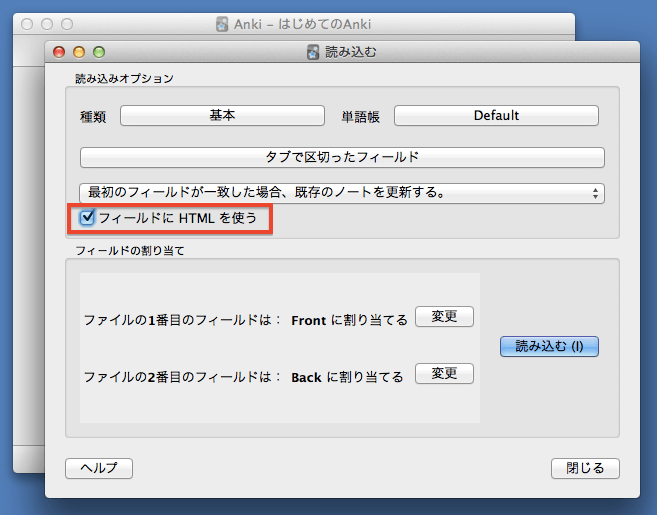 Anki – はじめてのAnki
読み込む
読み込みオプション
種類 基本 単語帳 Default
タブで区切ったフィールド
最初のフィールドが一致した場合、既存のノートを更新する。
フィールドに HTML を使う
フィールドの割り当て
ファイルの1番目のフィールドは： Front に割り当てる 変更
読み込む (I)
ファイルの2番目のフィールドは： Back に割り当てる 変更
ヘルプ 閉じる